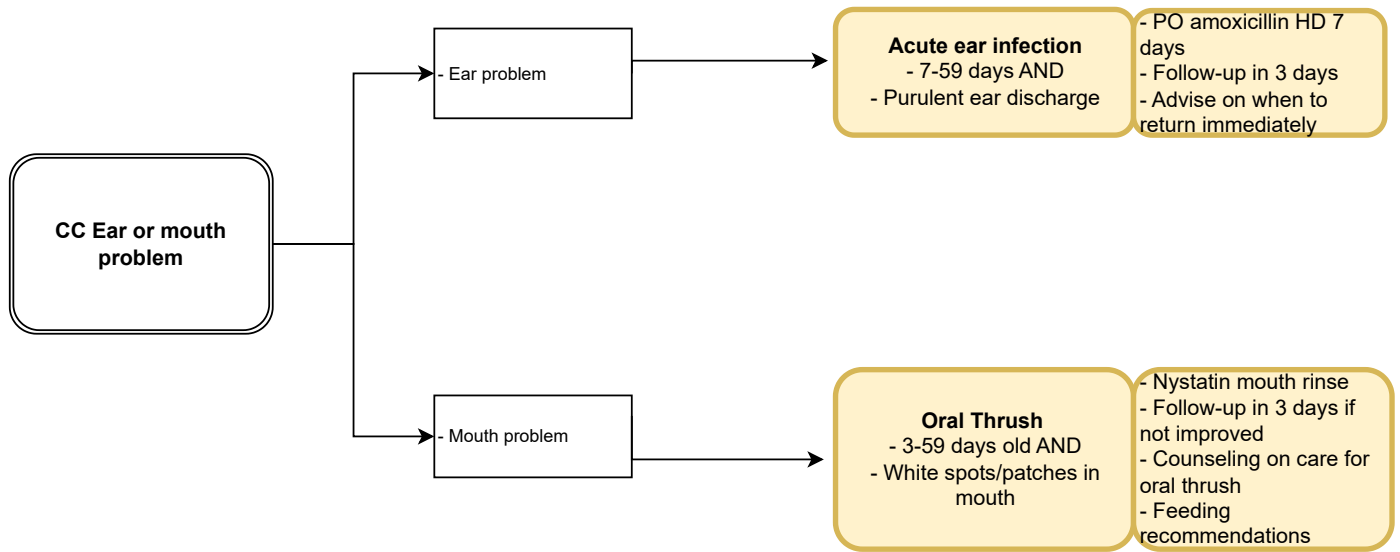 CC Ear or mouth
problem
- Ear problem
Acute ear infection
- 7-59 days AND
- Purulent ear discharge
- PO amoxicillin HD 7
days
- Follow-up in 3 days
- Advise on when to
return immediately
- Mouth problem
Oral Thrush
- 3-59 days old AND
- White spots/patches in
mouth
- Nystatin mouth rinse
- Follow-up in 3 days if
not improved
- Counseling on care for
oral thrush
- Feeding
recommendations